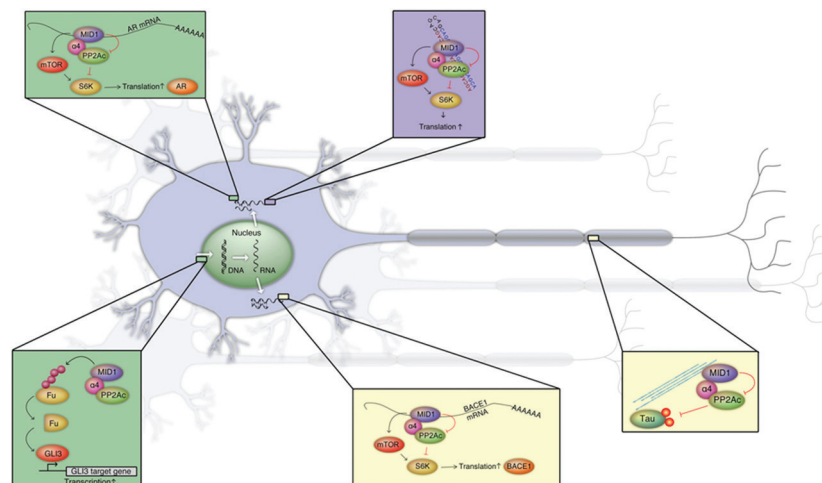 AR mRNA
AAAAAA
MID1
α4
PP2Ac
mTOR
S6K
Translation↑
AR
MID1
α4
PP2Ac
mTOR
S6K
Translation ↑
Nucleus
DNA
RNA
MID1
α4
PP2Ac
Fu
Fu
GLI3
GLI3 target gene
Transcription↑
BACE1
mRNA
AAAAAA
MID1
α4
PP2Ac
mTOR
S6K
Translation↑
BACE1
MID1
α4
PP2Ac
Tau